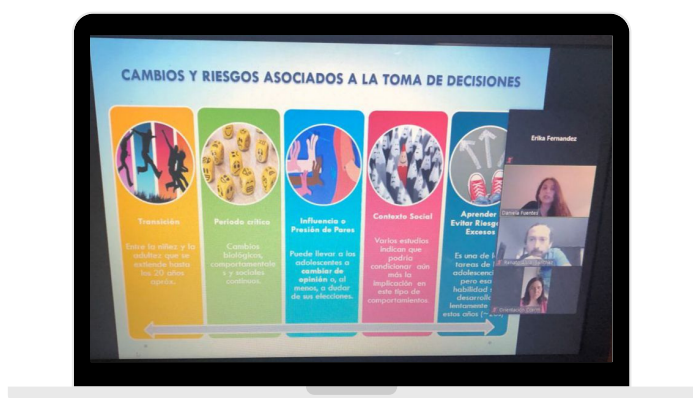 CAMBIOS Y RIESGOS ASOCIADOS A LA TOMA DE DECISIONES
Transición
Entre la niñez y la
adultez que se
extiende hasta
los 20 años
aprox.
Periodo crítico
Cambios
biológicos,
comportamentale
s y sociales
continuos.
Influencia o
Presión de Pares
Puede llevar a los
adolescentes a
cambiar de
opinión o, al
menos, a dudar
de sus elecciones.
Contexto Social
Varios estudios
indican que
podría
condicionar aún
más la
implicación en
este tipo de
comportamientos.
Aprender
Evitar Riesg
Excesos
Es una de l
tareas de l
adolescenc
pero esa
habilidad
desarroll
lentamente
estos años
Erika Fernandez
Daniela Fuentes